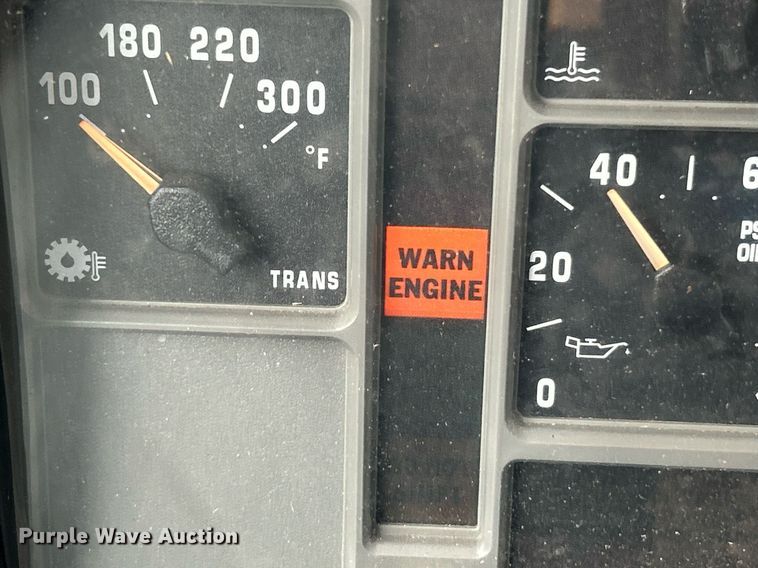 180 220
100
300
°F
TRANS
WARN
ENGINE
40
20
0
Purple Wave Auction